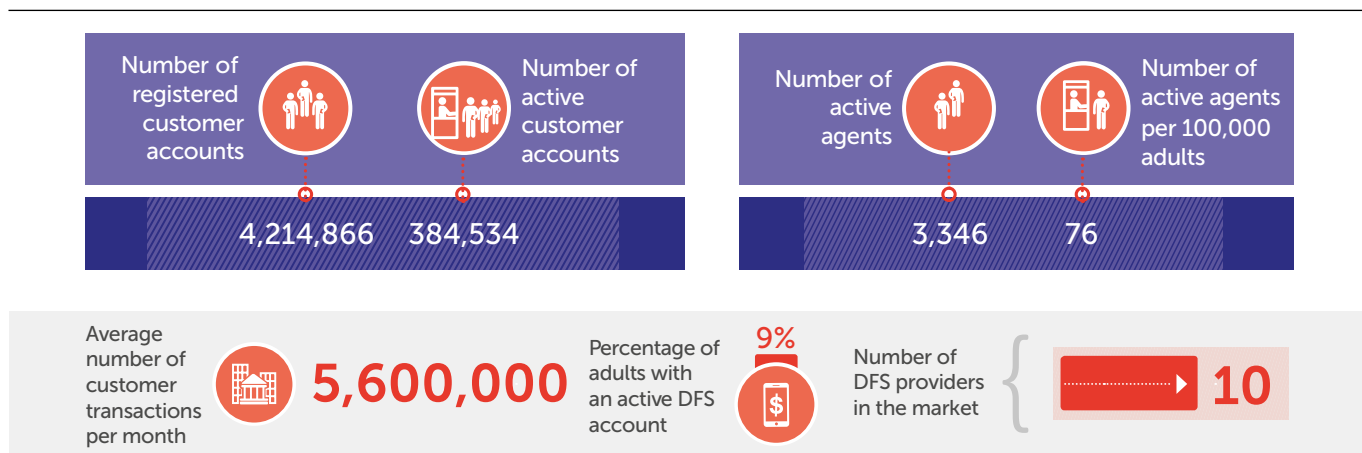 Number of
registered
customer
accounts
Number of
active
customer
accounts
4,214,866 384,534
Number of
active
agents
Number of
active agents
per 100,000
adults
3,346 76
Average
number of
customer
transactions
per month
5,600,000
Percentage of
adults with
an active DFS
account
9%
$
Number of
DFS providers
in the market
10